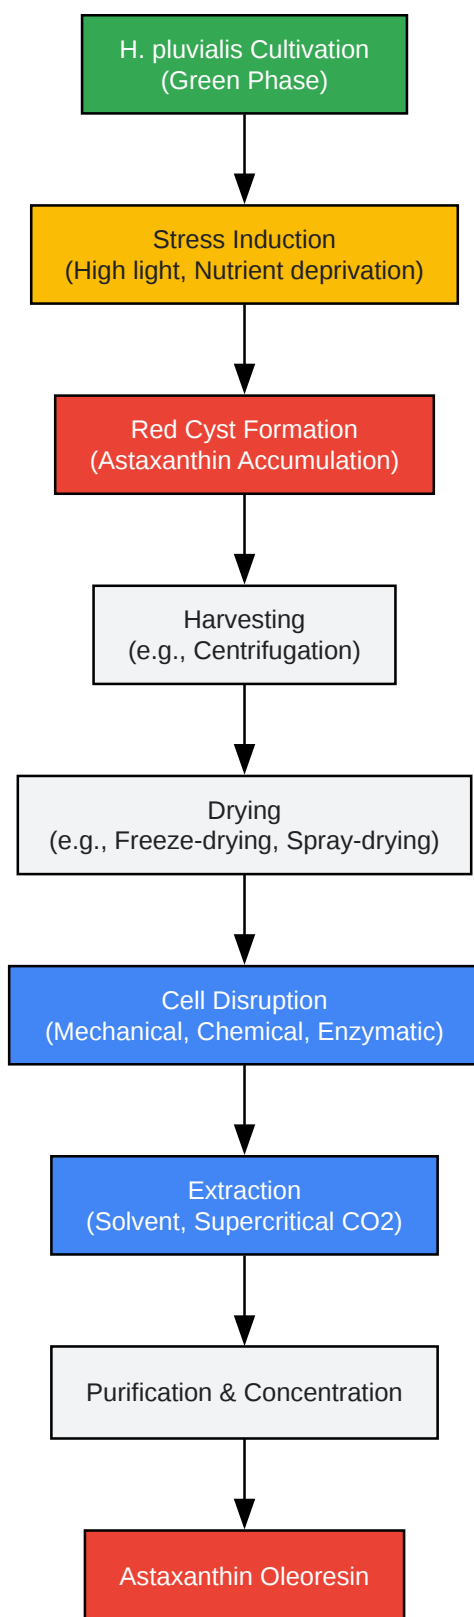 H. pluvialis Cultivation
(Green Phase)
Stress Induction
(High light, Nutrient deprivation)
Red Cyst Formation
(Astaxanthin Accumulation)
Harvesting
(e.g., Centrifugation)
Drying
(e.g., Freeze-drying, Spray-drying)
Cell Disruption
(Mechanical, Chemical, Enzymatic)
Extraction
(Solvent, Supercritical CO2)
Purification & Concentration
Astaxanthin Oleoresin